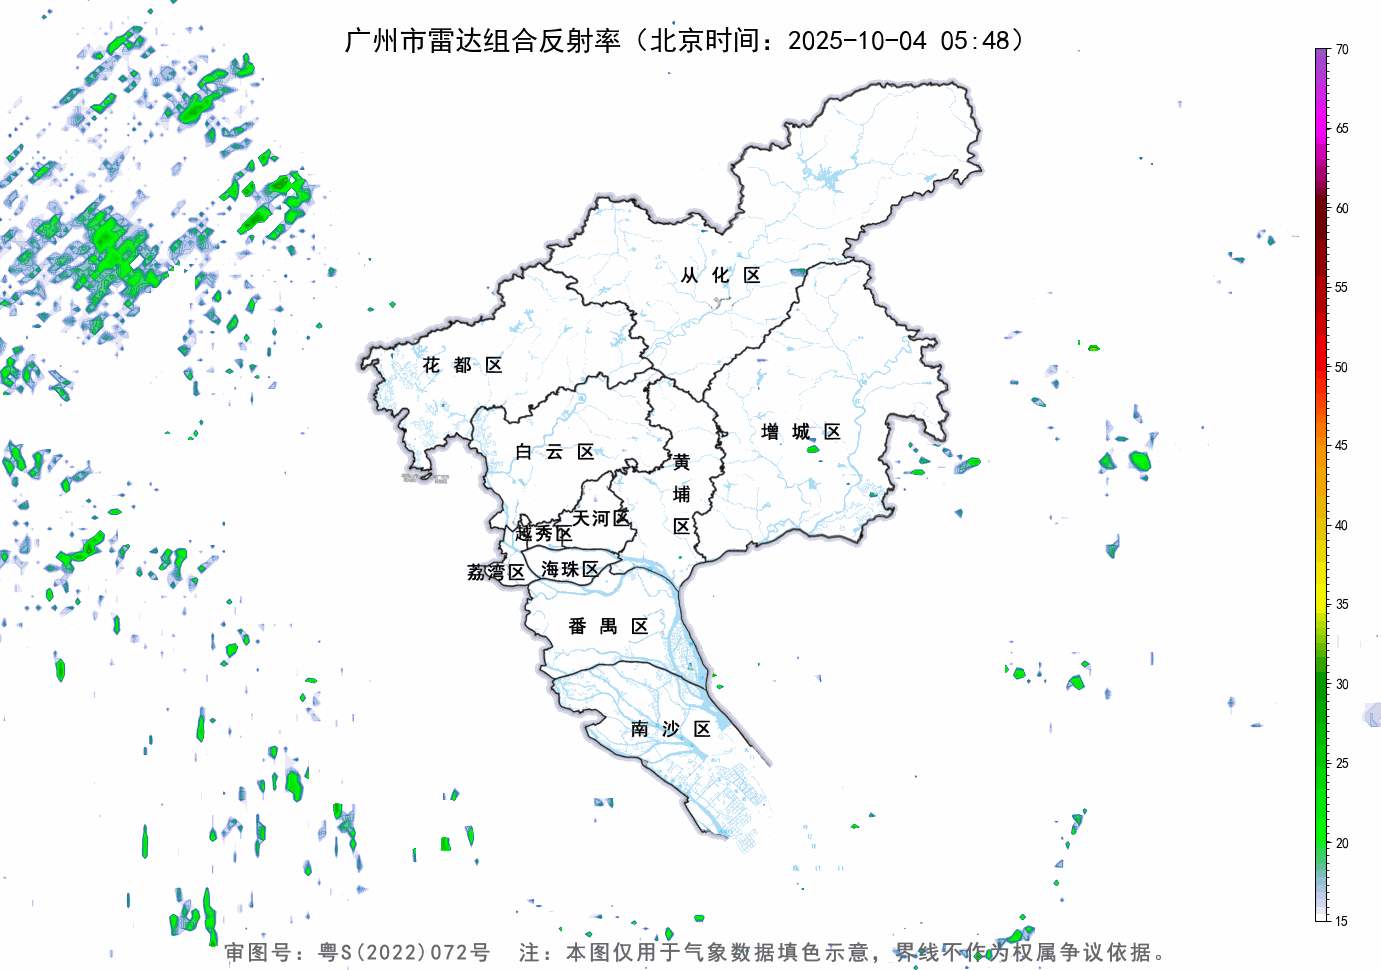 广州市雷达组合反射率（北京时间：2025-10-04 05:48）
70
65
60
55
50
45
40
35
30
25
20
15
从化区
花都区
增城区
白云区
黄埔区
天河区
越秀区
荔湾区
海珠区
番禺区
南沙区
审图号：粤S(2022)072号 注：本图仅用于气象数据填色示意，界线不作为权属争议依据。